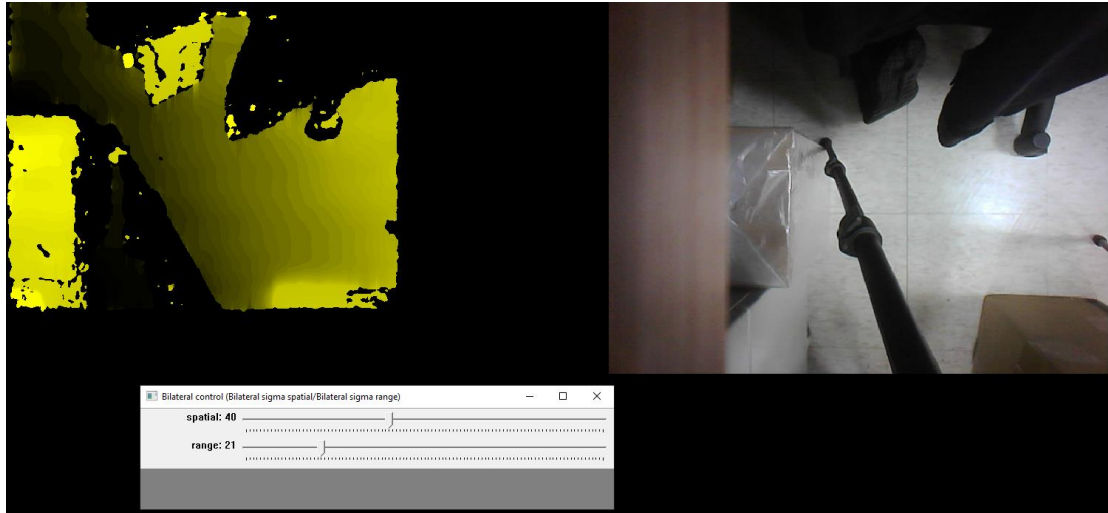 Bilateral control (Bilateral sigma spatial/Bilateral sigma range)
spatial: 40
range: 21